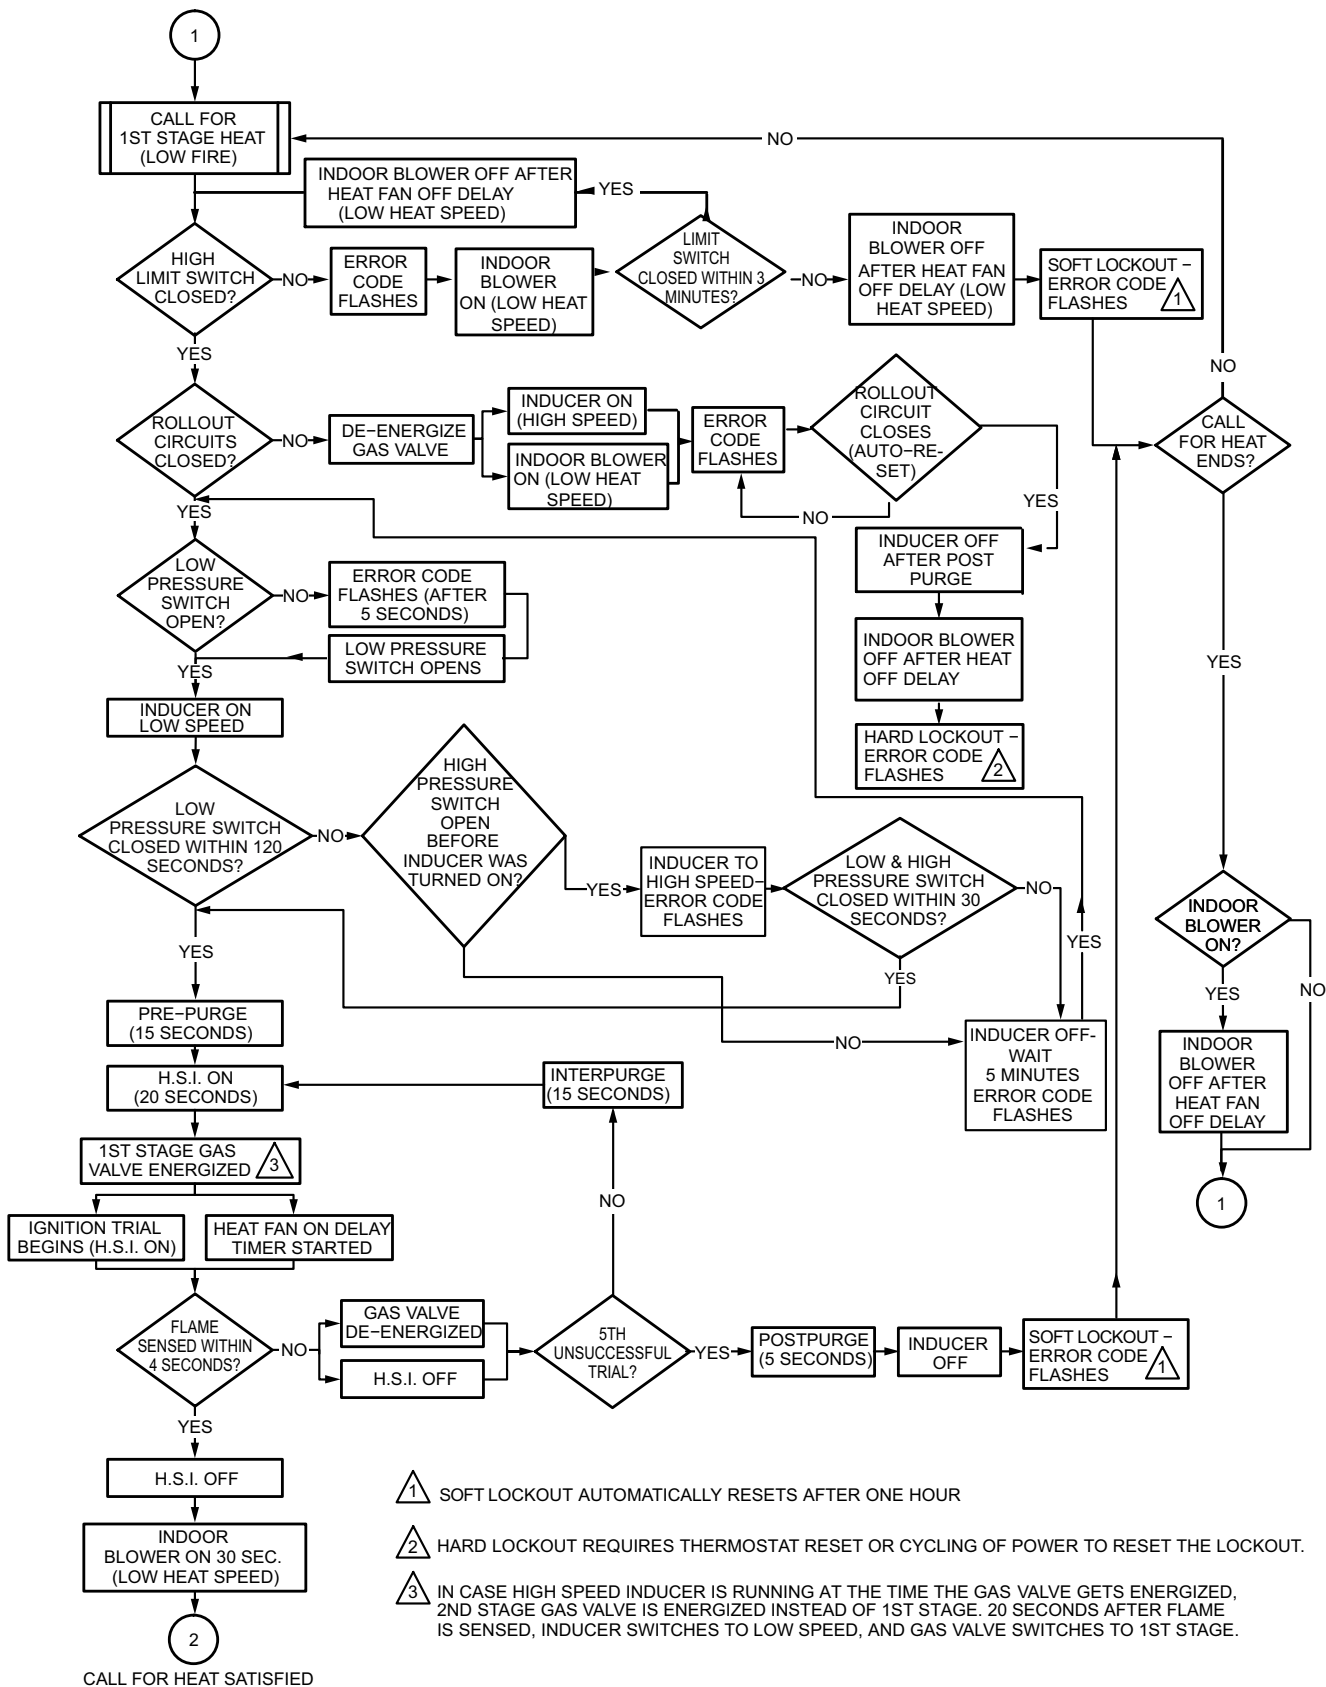 1
CALL FOR
1ST STAGE HEAT
(LOW FIRE)
NO
INDOOR BLOWER OFF AFTER
HEAT FAN OFF DELAY
(LOW HEAT SPEED)
YES
HIGH
LIMIT SWITCH
CLOSED?
NO
ERROR
CODE
FLASHES
INDOOR
BLOWER
ON (LOW HEAT
SPEED)
LIMIT
SWITCH
CLOSED WITHIN 3
MINUTES?
NO
INDOOR
BLOWER OFF
AFTER HEAT FAN
OFF DELAY (LOW
HEAT SPEED)
SOFT LOCKOUT –
ERROR CODE
FLASHES
1
YES
NO
ROLLOUT
CIRCUITS
CLOSED?
NO
DE–ENERGIZE
GAS VALVE
INDUCER ON
(HIGH SPEED)
INDOOR BLOWER
ON (LOW HEAT
SPEED)
ERROR
CODE
FLASHES
ROLLOUT
CIRCUIT
CLOSES
(AUTO–RE-
SET)
NO
YES
CALL
FOR HEAT
ENDS?
YES
INDUCER OFF
AFTER POST
PURGE
LOW
PRESSURE
SWITCH
OPEN?
NO
ERROR CODE
FLASHES (AFTER
5 SECONDS)
LOW PRESSURE
SWITCH OPENS
INDOOR BLOWER
OFF AFTER HEAT
OFF DELAY
YES
YES
INDUCER ON
LOW SPEED
HARD LOCKOUT –
ERROR CODE
FLASHES
2
LOW
PRESSURE SWITCH
CLOSED WITHIN 120
SECONDS?
NO
HIGH
PRESSURE
SWITCH
OPEN
BEFORE
INDUCER WAS
TURNED ON?
YES
INDUCER TO
HIGH SPEED–
ERROR CODE
FLASHES
LOW & HIGH
PRESSURE SWITCH
CLOSED WITHIN 30
SECONDS?
NO
YES
INDOOR
BLOWER
ON?
YES
YES
YES
NO
PRE–PURGE
(15 SECONDS)
NO
INDUCER OFF-
WAIT
5 MINUTES
ERROR CODE
FLASHES
INDOOR
BLOWER
OFF AFTER
HEAT FAN
OFF DELAY
H.S.I. ON
(20 SECONDS)
INTERPURGE
(15 SECONDS)
1ST STAGE GAS
VALVE ENERGIZED
3
NO
1
IGNITION TRIAL
BEGINS (H.S.I. ON)
HEAT FAN ON DELAY
TIMER STARTED
FLAME
SENSED WITHIN
4 SECONDS?
NO
GAS VALVE
DE–ENERGIZED
H.S.I. OFF
5TH
UNSUCCESSFUL
TRIAL?
YES
POSTPURGE
(5 SECONDS)
INDUCER
OFF
SOFT LOCKOUT –
ERROR CODE
FLASHES
1
YES
H.S.I. OFF
INDOOR
BLOWER ON 30 SEC.
(LOW HEAT SPEED)
2
CALL FOR HEAT SATISFIED
1 SOFT LOCKOUT AUTOMATICALLY RESETS AFTER ONE HOUR
2 HARD LOCKOUT REQUIRES THERMOSTAT RESET OR CYCLING OF POWER TO RESET THE LOCKOUT.
3 IN CASE HIGH SPEED INDUCER IS RUNNING AT THE TIME THE GAS VALVE GETS ENERGIZED,
2ND STAGE GAS VALVE IS ENERGIZED INSTEAD OF 1ST STAGE. 20 SECONDS AFTER FLAME
IS SENSED, INDUCER SWITCHES TO LOW SPEED, AND GAS VALVE SWITCHES TO 1ST STAGE.